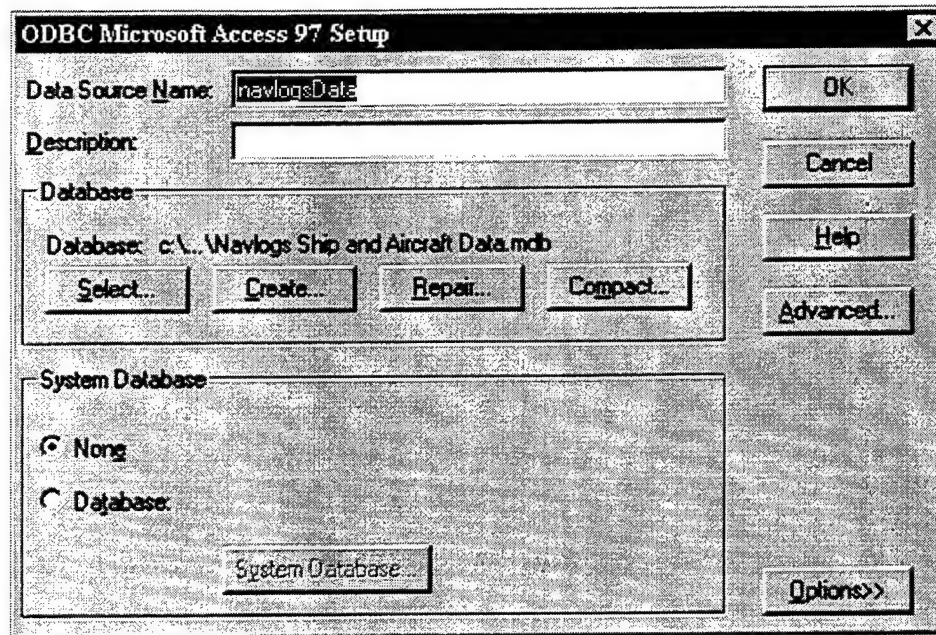 ODBC Microsoft Access 97 Setup
Data Source Name: navlogsData
OK
Description:
Cancel
Database
Database: c:\...\Navlogs Ship and Aircraft Data.mdb
Help
Select... Create... Repair... Compact...
Advanced...
System Database
None
Database:
System Database...
Options>>